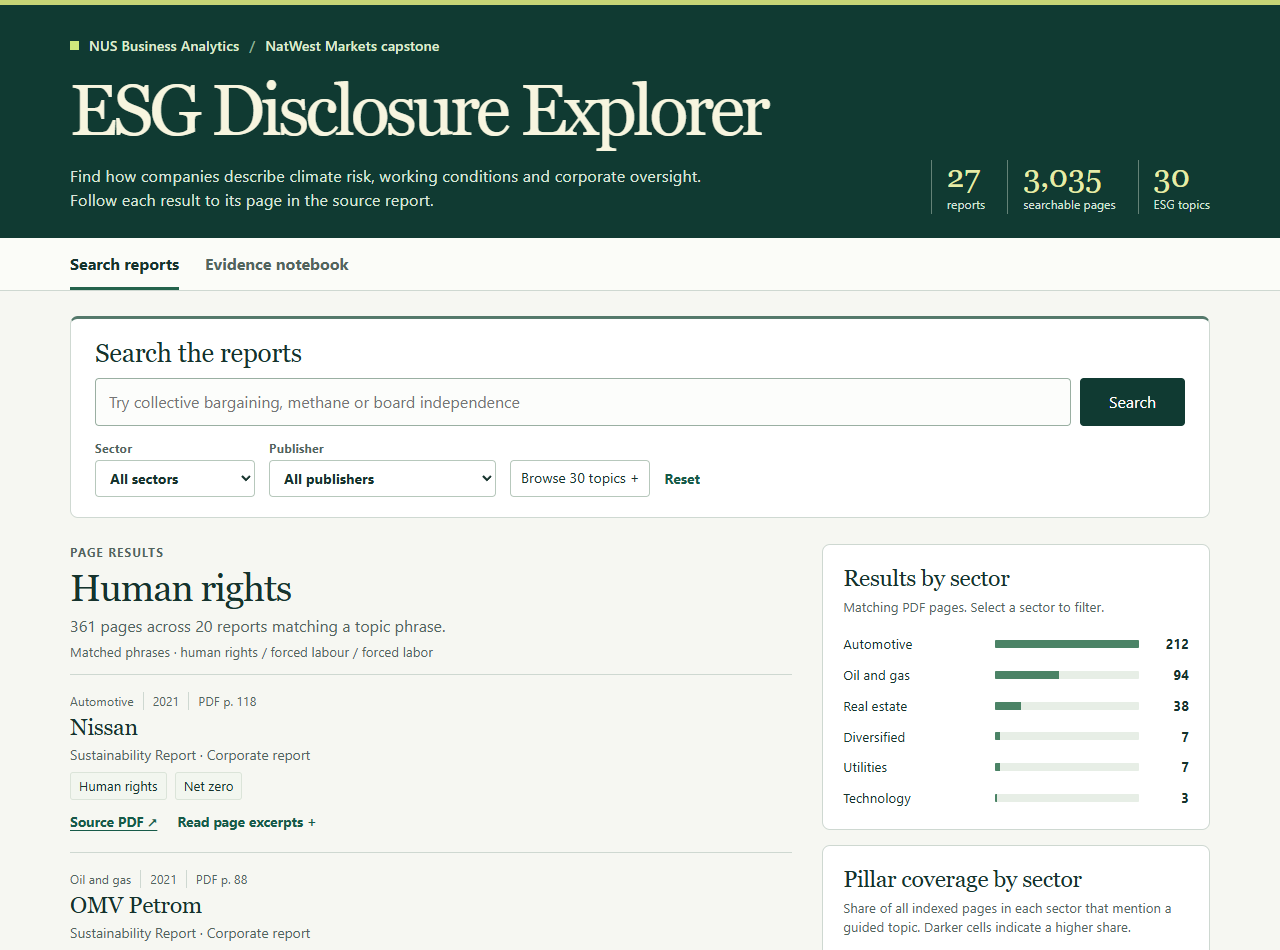 NUS Business Analytics / NatWest Markets capstone
ESG Disclosure Explorer
Find how companies describe climate risk, working conditions and corporate oversight.
Follow each result to its page in the source report.
27
reports
3,035
searchable pages
30
ESG topics
Search reports
Evidence notebook
Search the reports
Try collective bargaining, methane or board independence
Search
Sector
Publisher
All sectors
All publishers
Browse 30 topics +
Reset
PAGE RESULTS
Human rights
361 pages across 20 reports matching a topic phrase.
Matched phrases · human rights / forced labour / forced labor
Automotive 2021 PDF p. 118
Nissan
Sustainability Report · Corporate report
Human rights
Net zero
Source PDF ↗
Read page excerpts +
Oil and gas 2021 PDF p. 88
OMV Petrom
Sustainability Report · Corporate report
Results by sector
Matching PDF pages. Select a sector to filter.
Automotive 212
Oil and gas 94
Real estate 38
Diversified 7
Utilities 7
Technology 3
Pillar coverage by sector
Share of all indexed pages in each sector that mention a
guided topic. Darker cells indicate a higher share.